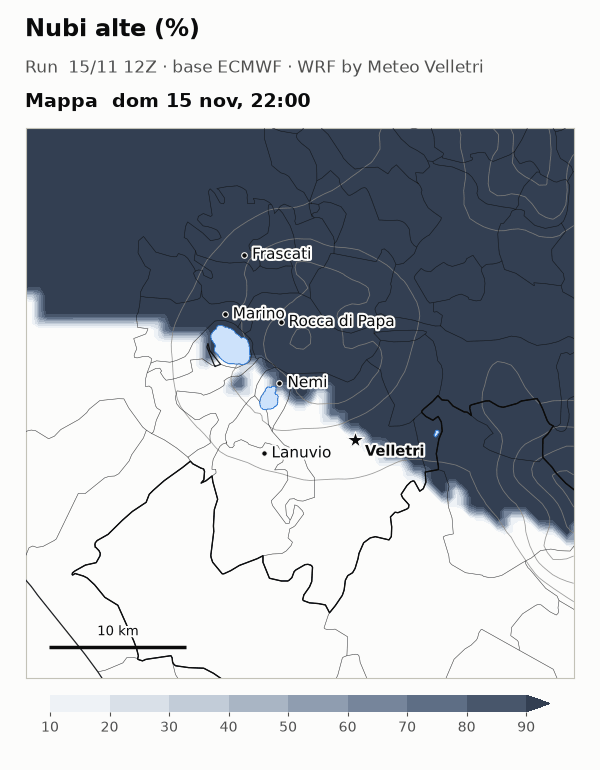 Nubi alte (%)
Run  15/11 12Z · base ECMWF · WRF by Meteo Velletri
Mappa  dom 15 nov, 22:00
Frascati
Marino
Rocca di Papa
Nemi
Velletri
Lanuvio
10 km
10 20 30 40 50 60 70 80 90